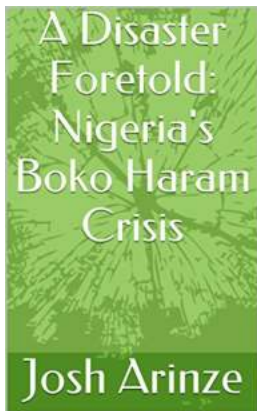 A Disaster
Foretold:
Nigeria's
Boko Haram
Crisis
Josh Arinze